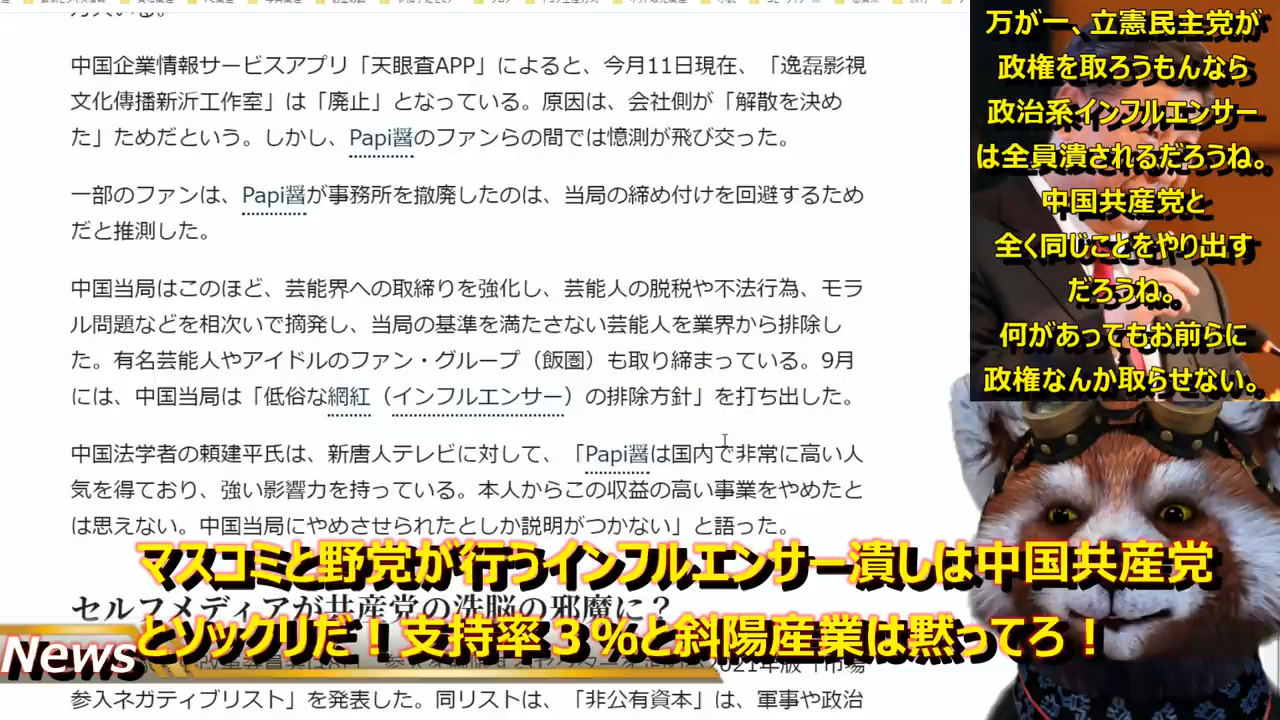 中国企業情報サービスアプリ「天眼査APP」によると、今月11日現在、「逸磊影視
文化傳播新沂工作室」は「廃止」となっている。原因は、会社側が「解散を決め
た」ためだという。しかし、Papi醤のファンらの間では憶測が飛び交った。
一部のファンは、Papi醤が事務所を撤廃したのは、当局の締め付けを回避するため
だと推測した。
中国当局はこのほど、芸能界への取締りを強化し、芸能人の脱税や不法行為、モラ
ル問題などを相次いで摘発し、当局の基準を満たさない芸能人を業界から排除し
た。有名芸能人やアイドルのファン・グループ（飯圏）も取り締まっている。9月
には、中国当局は「低俗な網紅（インフルエンサー）の排除方針」を打ち出した。
中国法学者の頼建平氏は、新唐人テレビに対して、「Papi醤は国内で非常に高い人
気を得ており、強い影響力を持っている。本人からこの収益の高い事業をやめたと
は思えない。中国当局にやめさせられたとしか説明がつかない」と語った。
セルフメディアが共産党の洗脳の邪魔に？
2021年版「市場
参入ネガティブリスト」を発表した。同リストは、「非公有資本」は、軍事や政治
万が一、立憲民主党が
政権を取ろうもんなら
政治系インフルエンサー
は全員潰されるだろうね。
中国共産党と
全く同じことをやり出す
だろうね。
何があってもお前らに
政権なんか取らせない。
マスコミと野党が行うインフルエンサー潰しは中国共産党
とソックリだ！支持率３％と斜陽産業は黙ってろ！
News